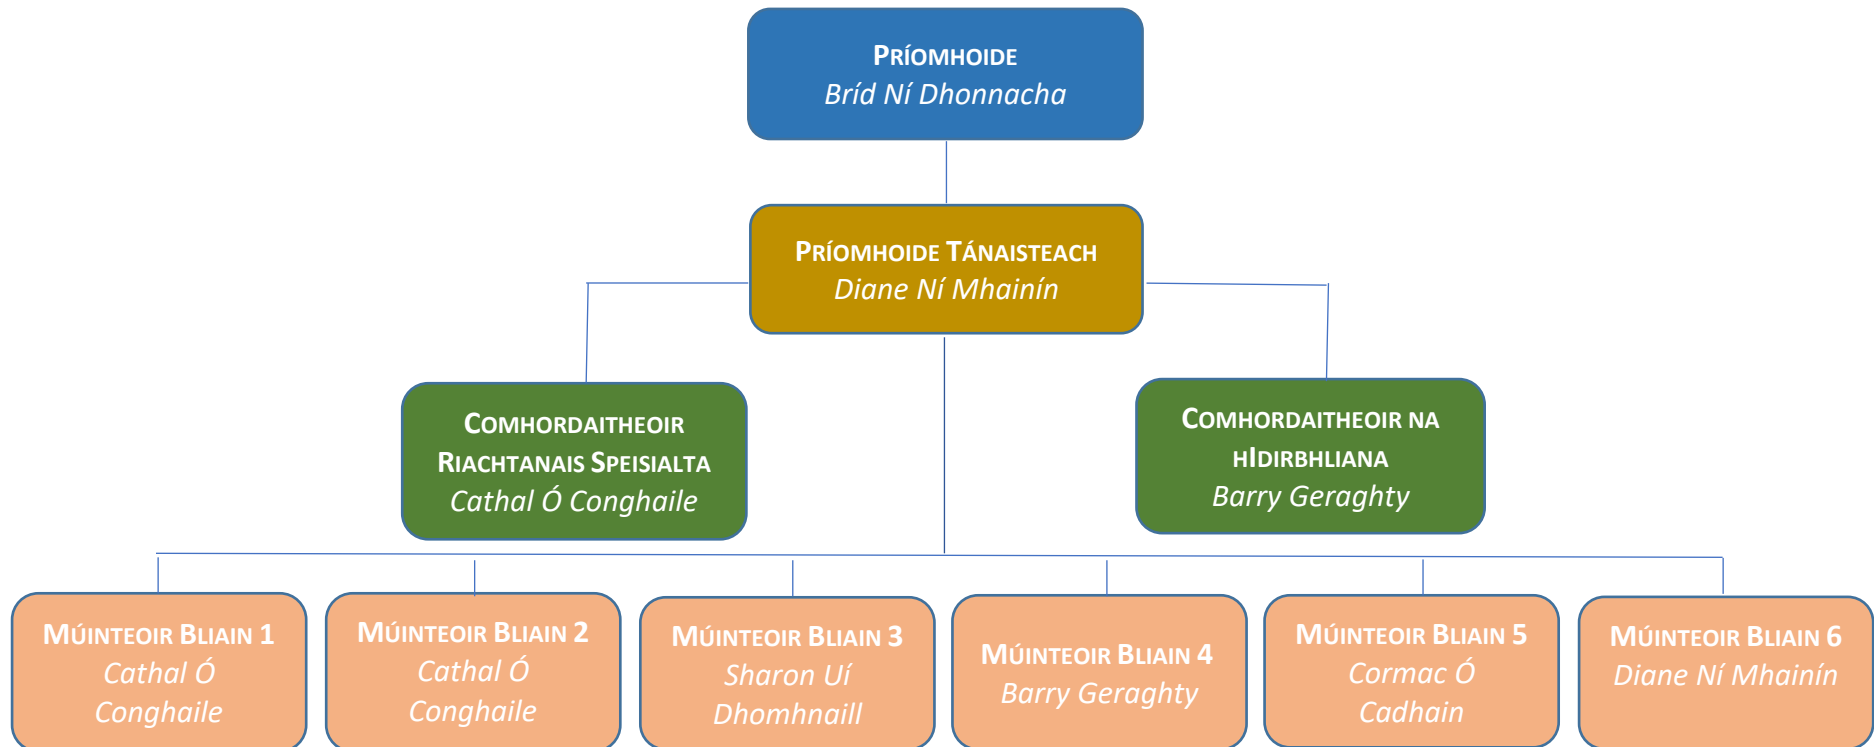 PRÍOMHOIDE
Bríd Ní Dhonnacha
PRÍOMHOIDE TÁNAISTEACH
Diane Ní Mhainín
COMHORDAITHEOIR
RIACHTANAIS SPEISIALTA
Cathal Ó Conghaile
COMHORDAITHEOIR NA
hIDIRBHLIANA
Barry Geraghty
MÚINTEOIR BLIAIN 1
Cathal Ó
Conghaile
MÚINTEOIR BLIAIN 2
Cathal Ó
Conghaile
MÚINTEOIR BLIAIN 3
Sharon Uí
Dhomhnaill
MÚINTEOIR BLIAIN 4
Barry Geraghty
MÚINTEOIR BLIAIN 5
Cormac Ó
Cadhain
MÚINTEOIR BLIAIN 6
Diane Ní Mhainín